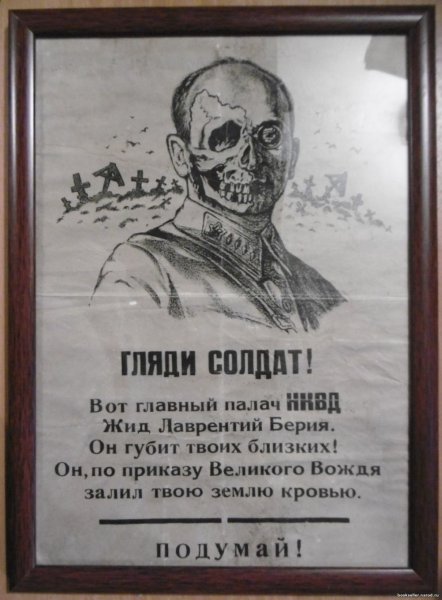 ГЛЯДИ СОЛДАТ!
Вот главный палач НКВД
Жид Лаврентий Берия.
Он губит твоих близких!
Он, по приказу Великого Вождя
залил твою землю кровью.
ПОДУМАЙ!
bookseller.narod.ru